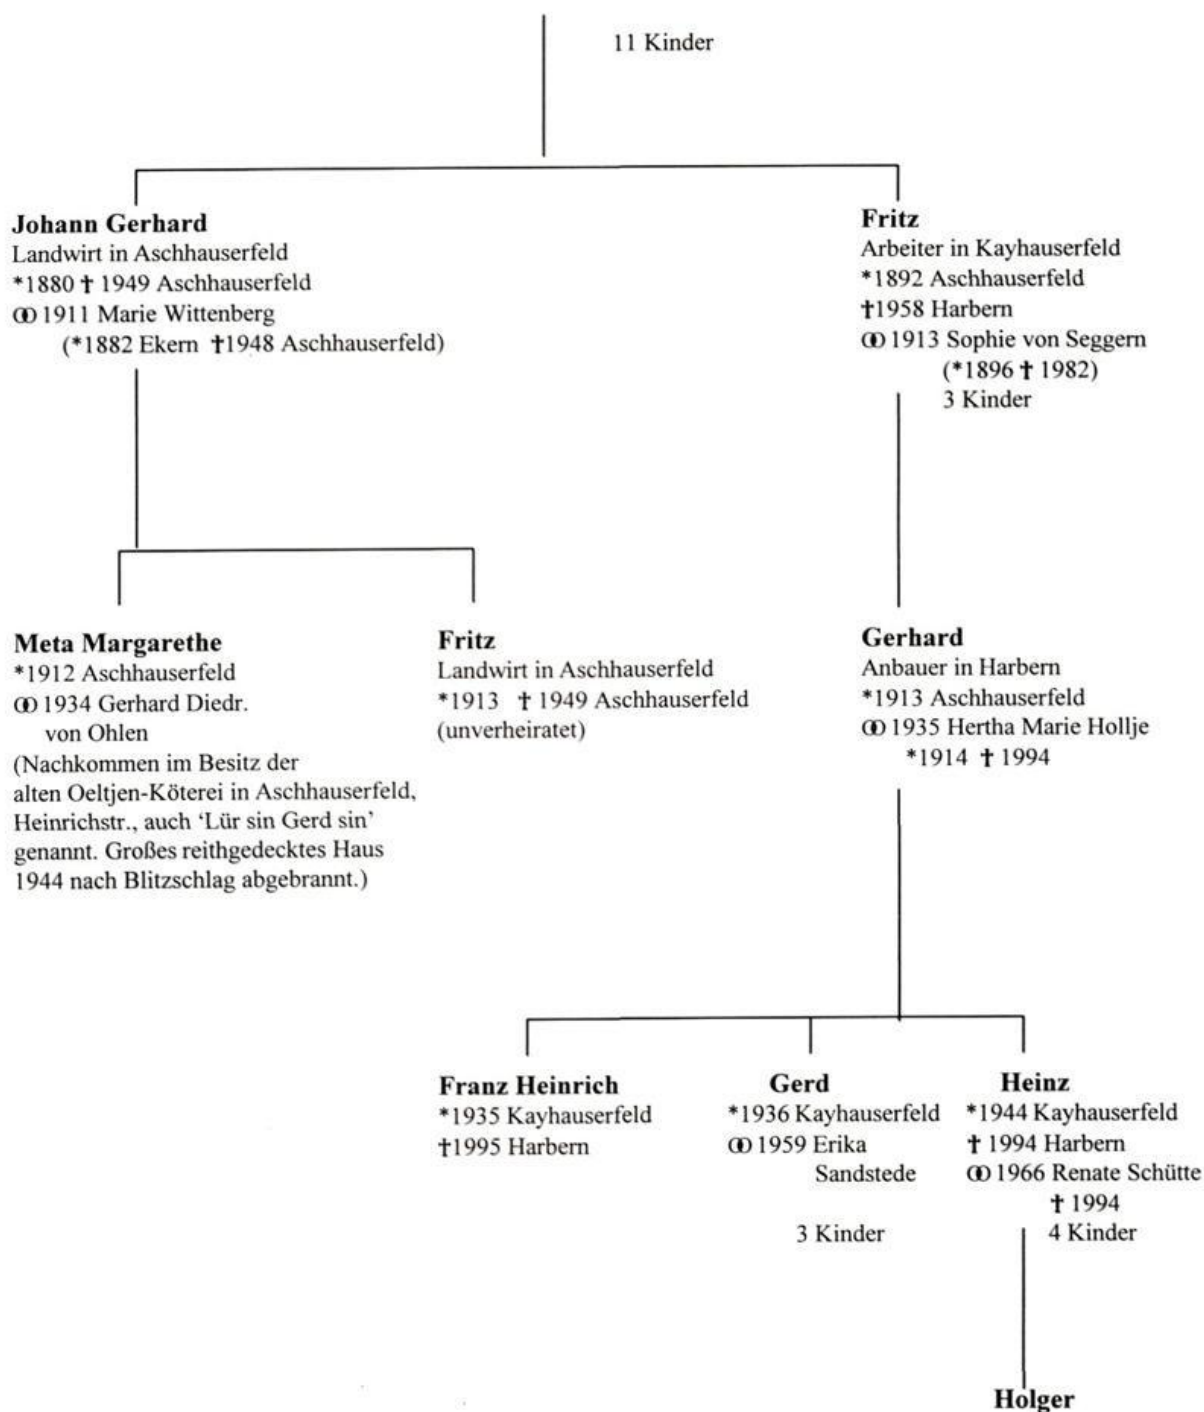 11 Kinder
Johann Gerhard
Landwirt in Aschhauserfeld
*1880 † 1949 Aschhauserfeld
⚭ 1911 Marie Wittenberg
(*1882 Ekern †1948 Aschhauserfeld)
Fritz
Arbeiter in Kayhauserfeld
*1892 Aschhauserfeld
†1958 Harbern
⚭ 1913 Sophie von Seggern
(*1896 † 1982)
3 Kinder
Meta Margarethe
*1912 Aschhauserfeld
⚭ 1934 Gerhard Diedr.
von Ohlen
(Nachkommen im Besitz der
alten Oeltjen-Köterei in Aschhauserfeld,
Heinrichstr., auch ‘Lür sin Gerd sin’
genannt. Großes reithgedecktes Haus
1944 nach Blitzschlag abgebrannt.)
Fritz
Landwirt in Aschhauserfeld
*1913 † 1949 Aschhauserfeld
(unverheiratet)
Gerhard
Anbauer in Harbern
*1913 Aschhauserfeld
⚭ 1935 Hertha Marie Hollje
*1914 † 1994
Franz Heinrich
*1935 Kayhauserfeld
†1995 Harbern
Gerd
*1936 Kayhauserfeld
⚭ 1959 Erika
Sandstede
3 Kinder
Heinz
*1944 Kayhauserfeld
† 1994 Harbern
⚭ 1966 Renate Schütte
† 1994
4 Kinder
Holger